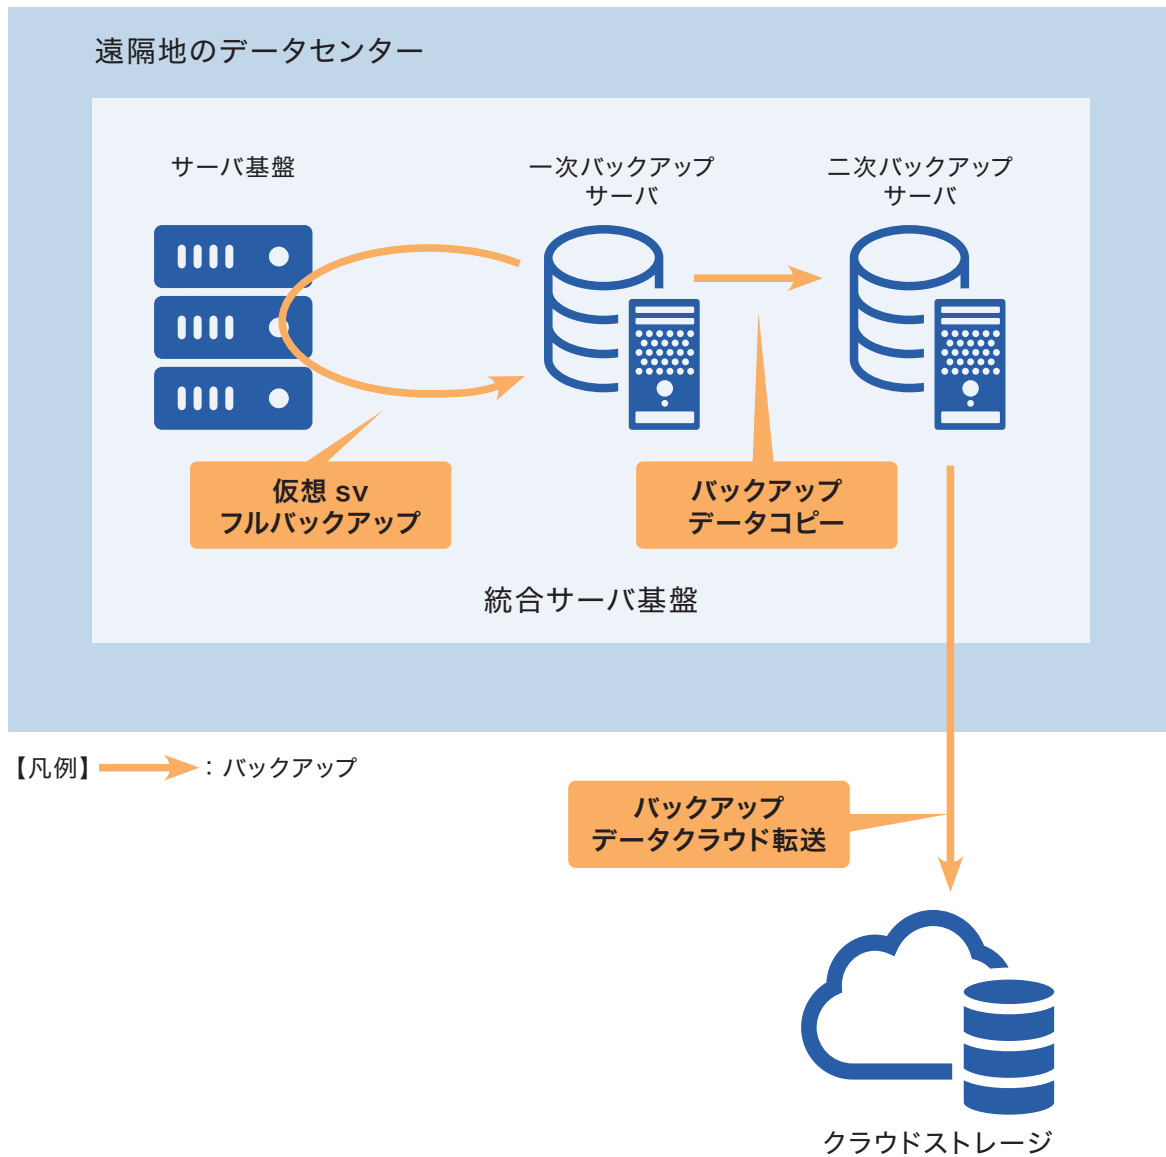 遠隔地のデータセンター
サーバ基盤
一次バックアップ
サーバ
二次バックアップ
サーバ
仮想 sv
フルバックアップ
バックアップ
データコピー
統合サーバ基盤
【凡例】 : バックアップ
バックアップ
データクラウド転送
クラウドストレージ